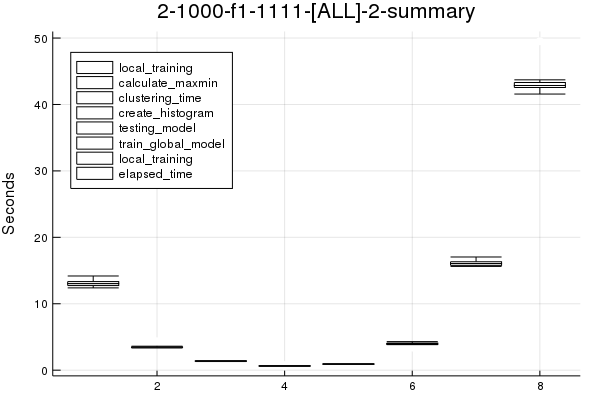 2-1000-f1-1111-[ALL]-2-summary
50
40
30
20
10
0
Seconds
local_training
calculate_maxmin
clustering_time
create_histogram
testing_model
train_global_model
local_training
elapsed_time
2
4
6
8